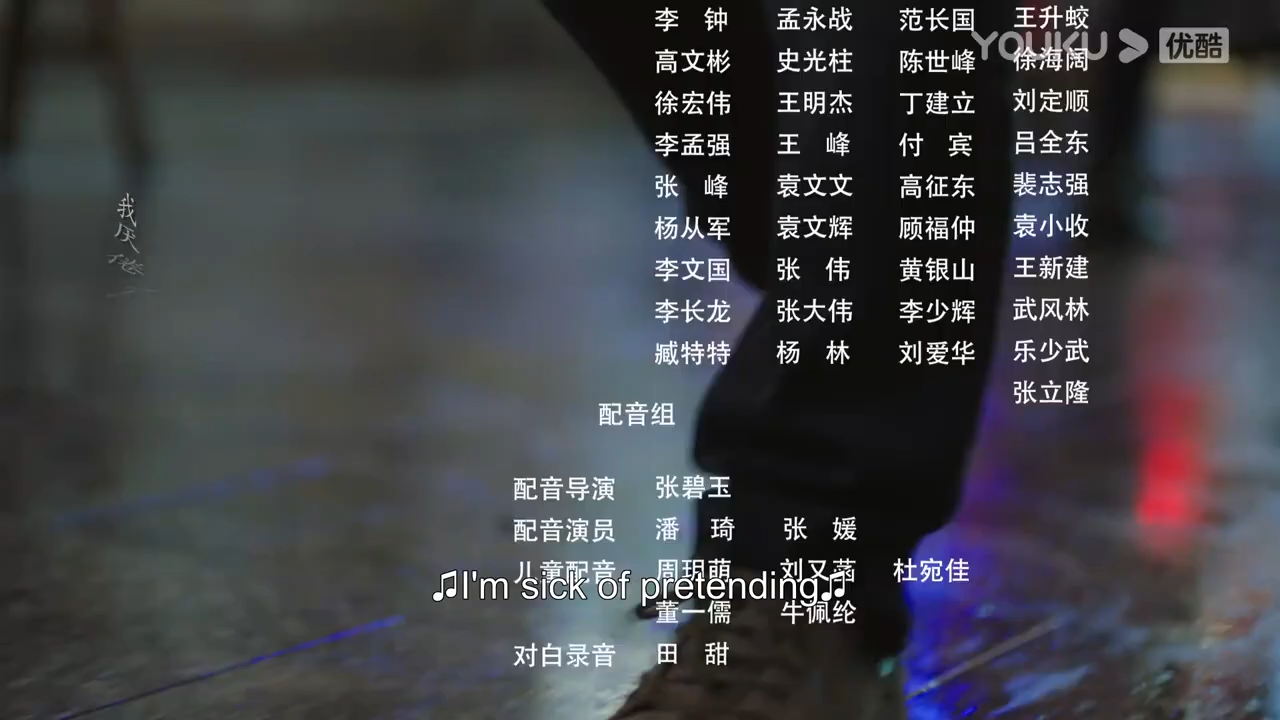 李钟 孟永战 范长国 王升蛟
YOUKU 优酷
高文彬 史光柱 陈世峰 徐海阔
徐宏伟 王明杰 丁建立 刘定顺
李孟强 王峰 付宾 吕全东
张峰 袁文文 高征东 裴志强
杨从军 袁文辉 顾福仲 袁小收
李文国 张伟 黄银山 王新建
李长龙 张大伟 李少辉 武风林
臧特特 杨林 刘爱华 乐少武
张立隆
我厌倦
配音组
配音导演 张碧玉
配音演员 潘琦 张媛
儿童配音 周玥萌 刘又菡 杜宛佳
♫I'm sick of pretending♫
董一儒 牛佩纶
对白录音 田甜